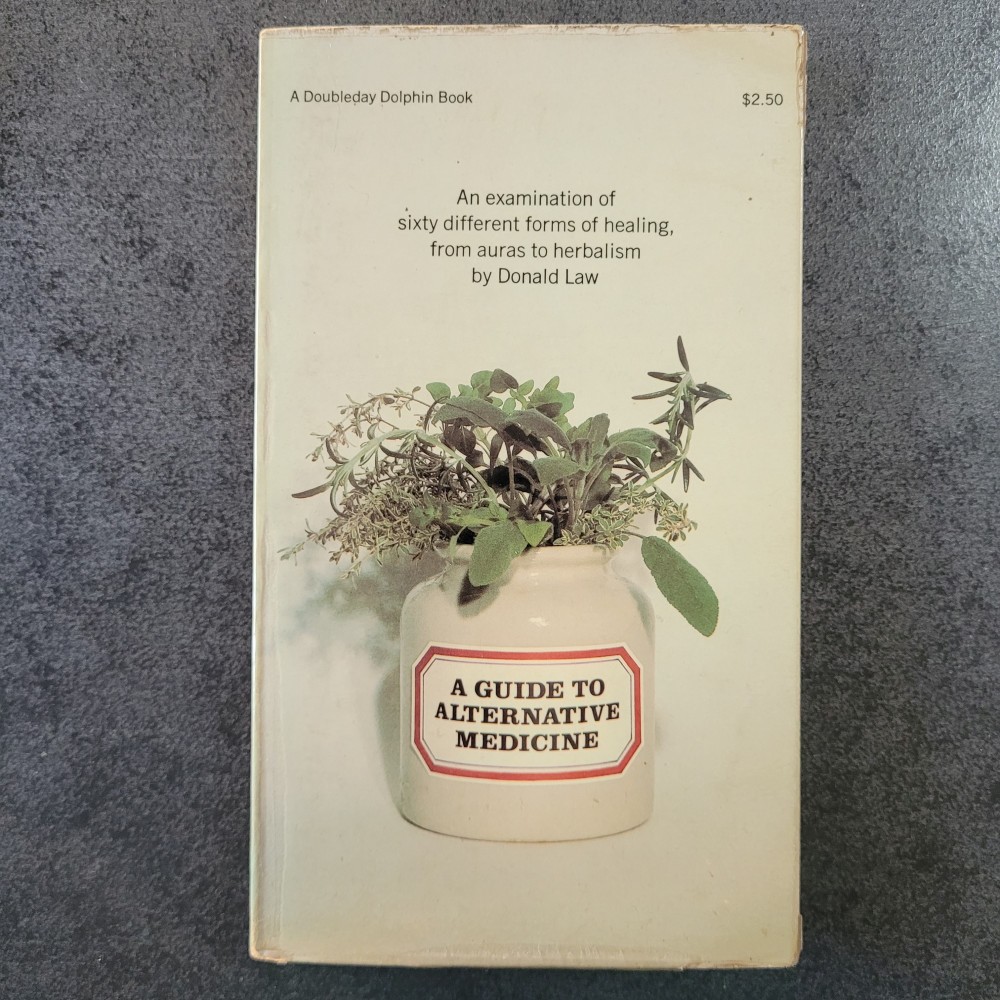 A Doubleday Dolphin Book
$2.50
An examination of
sixty different forms of healing,
from auras to herbalism
by Donald Law
A GUIDE TO
ALTERNATIVE
MEDICINE